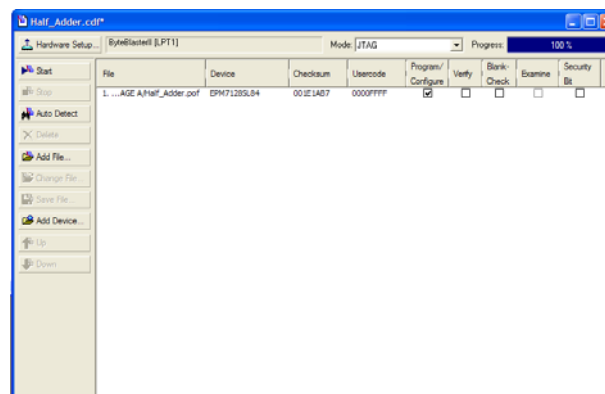 Half_Adder.cdf*
Hardware Setup... ByteBlasterII [LPT1] Mode: JTAG Progress: 100 %
Start
Stop
Auto Detect
Delete
Add File...
Change File...
Save File...
Add Device...
Up
Down
File Device Checksum Usercode Program/ Configure Verify Blank- Check Examine Security Bit
1. ...AGE A/Half_Adder.pof EPM7128SL84 001E1AB7 0000FFFF